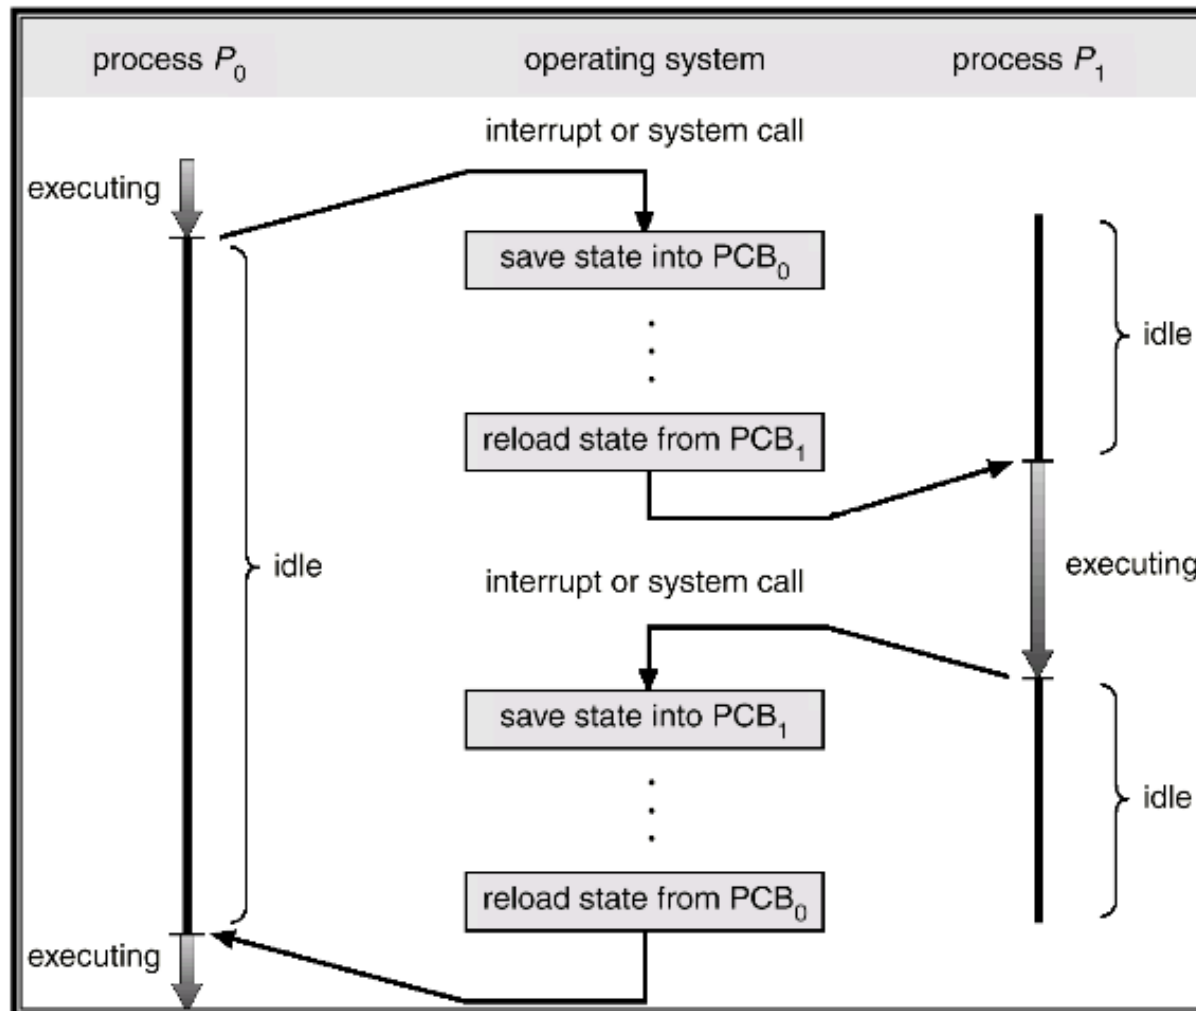 process P0 operating system process P1
interrupt or system call
executing
save state into PCB0
idle
reload state from PCB1
idle
executing
interrupt or system call
save state into PCB1
idle
reload state from PCB0
executing